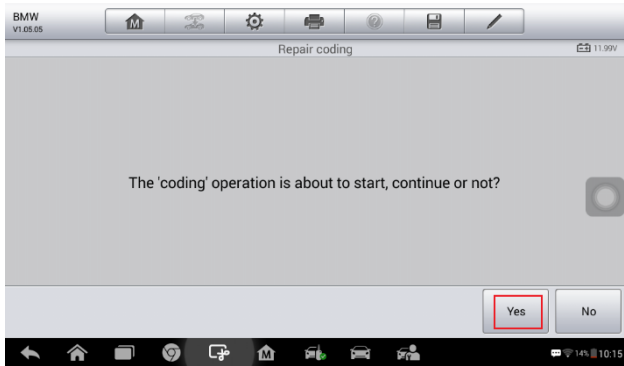 BMW
V1.05.05
Repair coding
11.99V
The 'coding' operation is about to start, continue or not?
Yes
No
14%
10:15